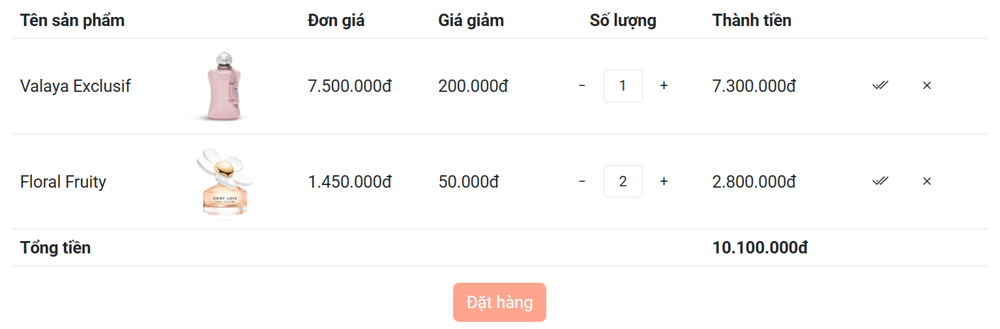 Tên sản phẩm Đơn giá Giá giảm Số lượng Thành tiền
Valaya Exclusif 7.500.000đ 200.000đ − 1 + 7.300.000đ ×
Floral Fruity 1.450.000đ 50.000đ − 2 + 2.800.000đ ×
DAISY LOVE
MARC JACOBS
Tổng tiền 10.100.000đ
Đặt hàng